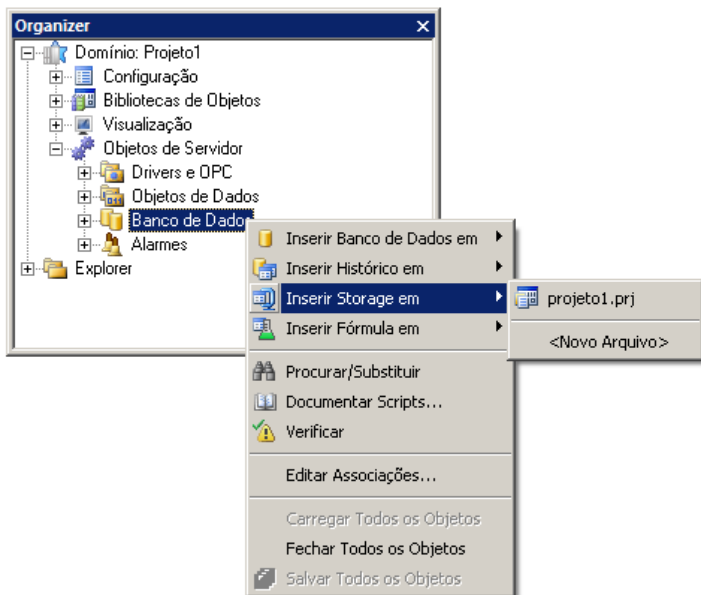 Organizer
Domínio: Projeto1
Configuração
Bibliotecas de Objetos
Visualização
Objetos de Servidor
Drivers e OPC
Objetos de Dados
Banco de Dados
Alarmes
Explorer
Inserir Banco de Dados em
Inserir Histórico em
Inserir Storage em
Inserir Fórmula em
Procurar/Substituir
Documentar Scripts...
Verificar
Editar Associações...
Carregar Todos os Objetos
Fechar Todos os Objetos
Salvar Todos os Objetos
projeto1.prj
<Novo Arquivo>